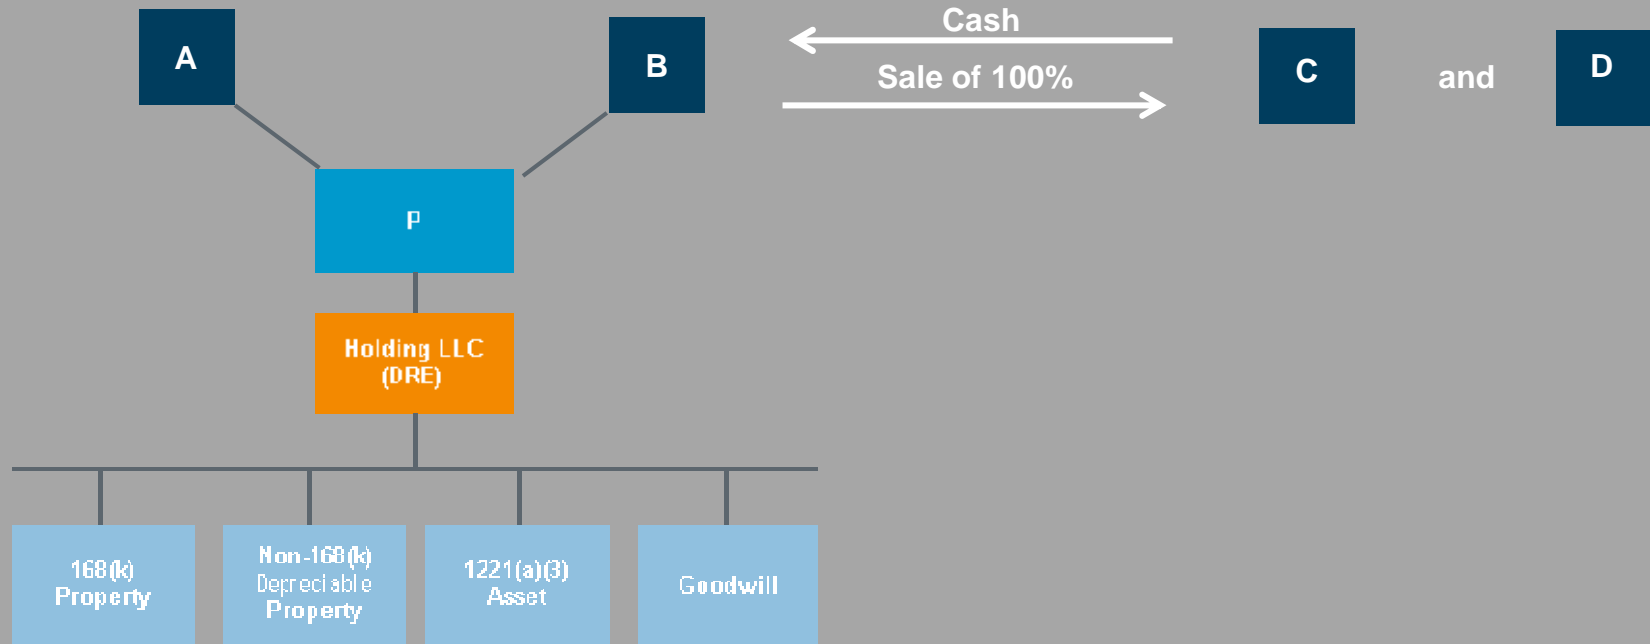 A
B
Cash
Sale of 100%
C
and
D
P
Holding LLC
(DRE)
168(k)
Property
Non-168(k)
Depreciable
Property
1221(a)(3)
Asset
Goodwill